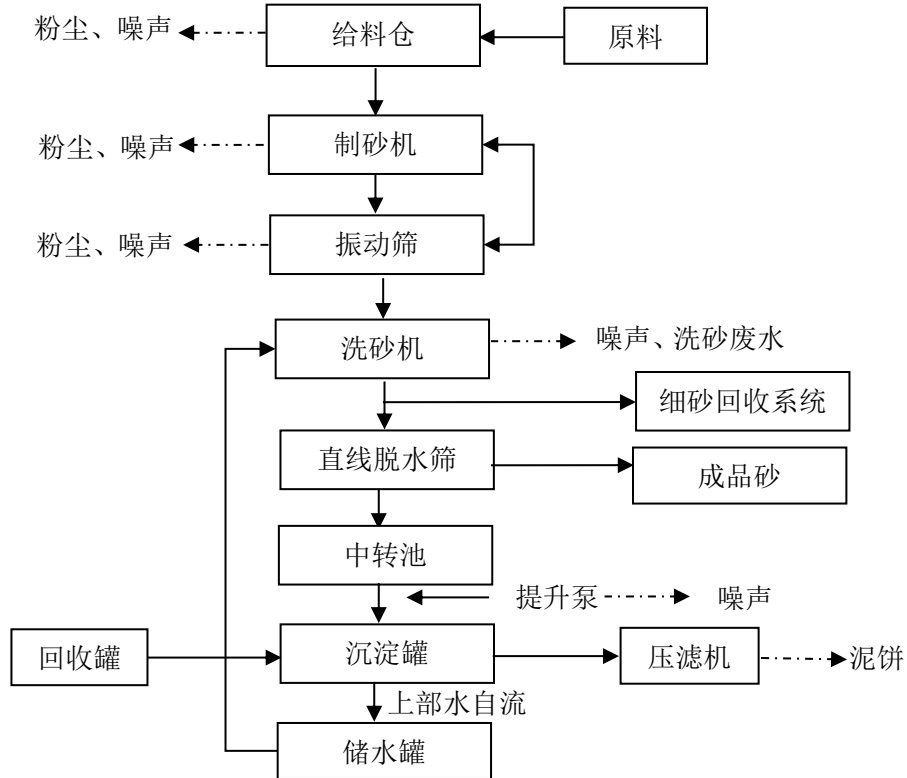 粉尘、噪声
给料仓
原料
粉尘、噪声
制砂机
粉尘、噪声
振动筛
洗砂机
噪声、洗砂废水
细砂回收系统
直线脱水筛
成品砂
中转池
提升泵
噪声
回收罐
沉淀罐
压滤机
泥饼
上部水自流
储水罐